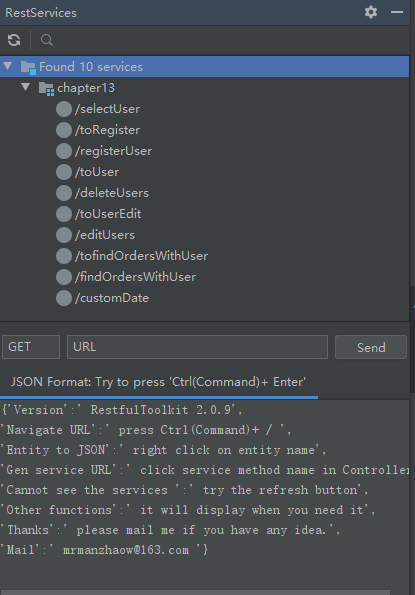 RestServices
Found 10 services
chapter13
/selectUser
/toRegister
/registerUser
/toUser
/deleteUsers
/toUserEdit
/editUsers
/tofindOrdersWithUser
/findOrdersWithUser
/customDate
GET URL Send
JSON Format: Try to press 'Ctrl(Command)+ Enter'
{'Version':' RestfulToolkit 2.0.9',
'Navigate URL':' press Ctrl(Command)+ / ',
'Entity to JSON':' right click on entity name',
'Gen service URL':' click service method name in Controller
'Cannot see the services ':' try the refresh button',
'Other functions':' it will display when you need it',
'Thanks':' please mail me if you have any idea.',
'Mail':' mrmanzhaow@163.com '}